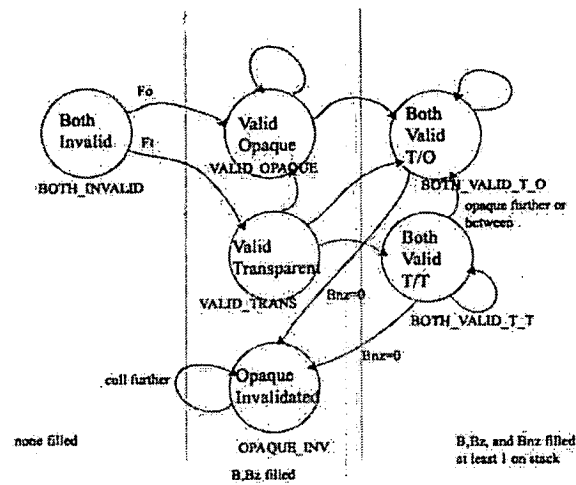 Fo
Both
Invalid
Ft
BOTH_INVALID
Valid
Opaque
VALID_OPAQUE
Both
Valid
T/O
BOTH_VALID_T_O
opaque further or
between
Valid
Transparent
VALID_TRANS
Both
Valid
T/T
BOTH_VALID_T_T
Bnz=0
Bnz=0
cull further
Opaque
Invalidated
OPAQUE_INV
none filled
B,Bz filled
B,Bz, and Bnz filled
at least 1 on stack